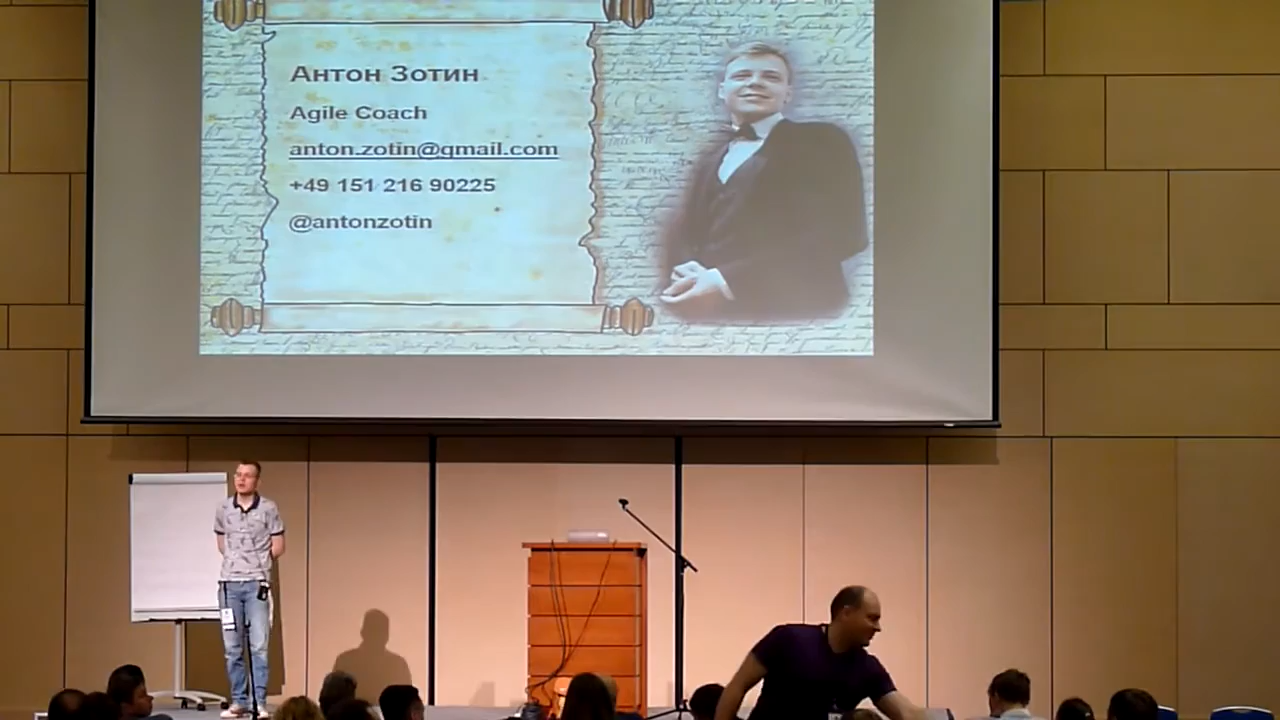 Антон Зотин
Agile Coach
anton.zotin@gmail.com
+49 151 216 90225
@antonzotin